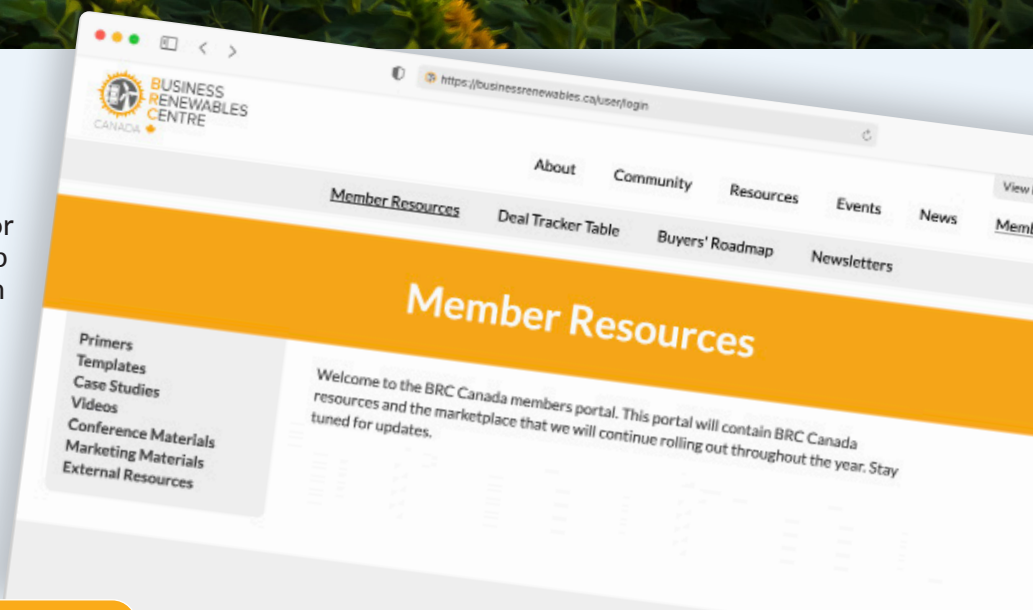 BUSINESS
RENEWABLES
CENTRE
CANADA
https://businessrenewables.ca/user/login
About Community Resources Events News
View
Member Resources Deal Tracker Table Buyers' Roadmap Newsletters
Member Resources
Primers
Templates
Case Studies
Videos
Conference Materials
Marketing Materials
External Resources
Welcome to the BRC Canada members portal. This portal will contain BRC Canada
resources and the marketplace that we will continue rolling out throughout the year. Stay
tuned for updates.